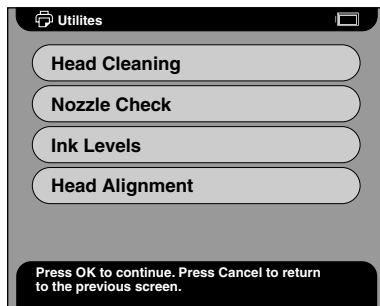 Utilites
Head Cleaning
Nozzle Check
Ink Levels
Head Alignment
Press OK to continue. Press Cancel to return
to the previous screen.